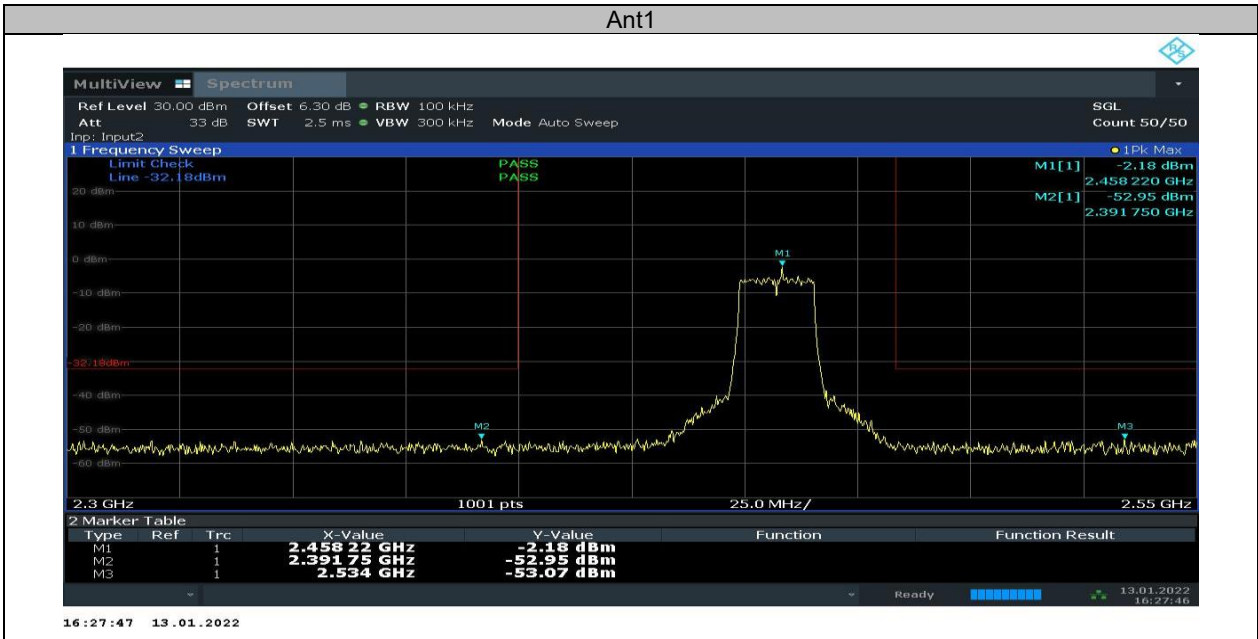 Ant1
R&S
MultiView Spectrum
Ref Level 30.00 dBm Offset 6.30 dB RBW 100 kHz SGL
Att 33 dB SWT 2.5 ms VBW 300 kHz Mode Auto Sweep Count 50/50
Inp: Input2
1 Frequency Sweep 1Pk Max
Limit Check PASS M1[1] -2.18 dBm
Line -32.18dBm PASS 2.458 220 GHz
20 dBm M2[1] -52.95 dBm
2.391 750 GHz
10 dBm
M1
0 dBm
-10 dBm
-20 dBm
-32.18dBm
-40 dBm
M2 M3
-50 dBm
-60 dBm
2.3 GHz 1001 pts 25.0 MHz/ 2.55 GHz
2 Marker Table
Type Ref Trc X-Value Y-Value Function Function Result
M1 1 2.458 22 GHz -2.18 dBm
M2 1 2.391 75 GHz -52.95 dBm
M3 1 2.534 GHz -53.07 dBm
Ready 13.01.2022
16:27:46
16:27:47 13.01.2022